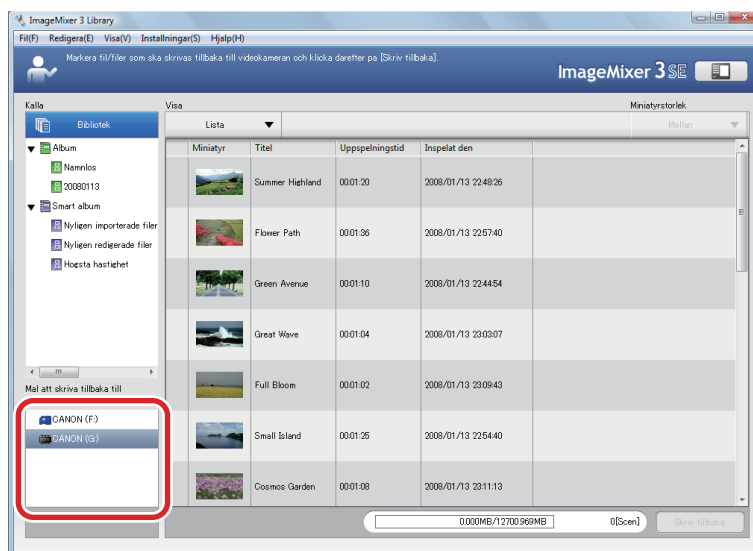 ImageMixer 3 Library
Fil(F) Redigera(E) Visa(V) Installningar(S) Hjalp(H)
Markera fil/filer som ska skrivas tillbaka till videokameran och klicka darefter pa [Skriv tillbaka].
ImageMixer 3 SE
Kalla
Visa
Miniatyrstorlek
Bibliotek
Lista
Mellan
Album
Namnlos
20080113
Smart album
Nyligen importerade filer
Nyligen redigerade filer
Hogsta hastighet
Miniatyr Titel Uppspelningstid Inspelat den
Summer Highland 00:01:20 2008/01/13 22:48:26
Flower Path 00:01:36 2008/01/13 22:57:40
Green Avenue 00:01:10 2008/01/13 22:44:54
Great Wave 00:01:04 2008/01/13 23:03:07
Full Bloom 00:01:02 2008/01/13 23:09:43
Small Island 00:01:25 2008/01/13 22:54:40
Cosmos Garden 00:01:08 2008/01/13 23:11:13
Mal att skriva tillbaka till
CANON (F:)
CANON (G:)
0.000MB/12700.969MB
0[Scen]
Skriv tillbaka